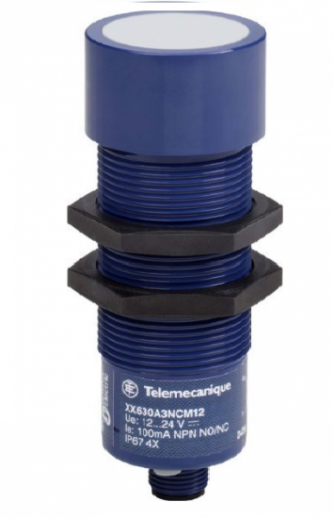 Telemecanique
XX630A3NCM12
Ue: 12...24 V
Ie: 100mA NPN NO/NC
IP67 4X